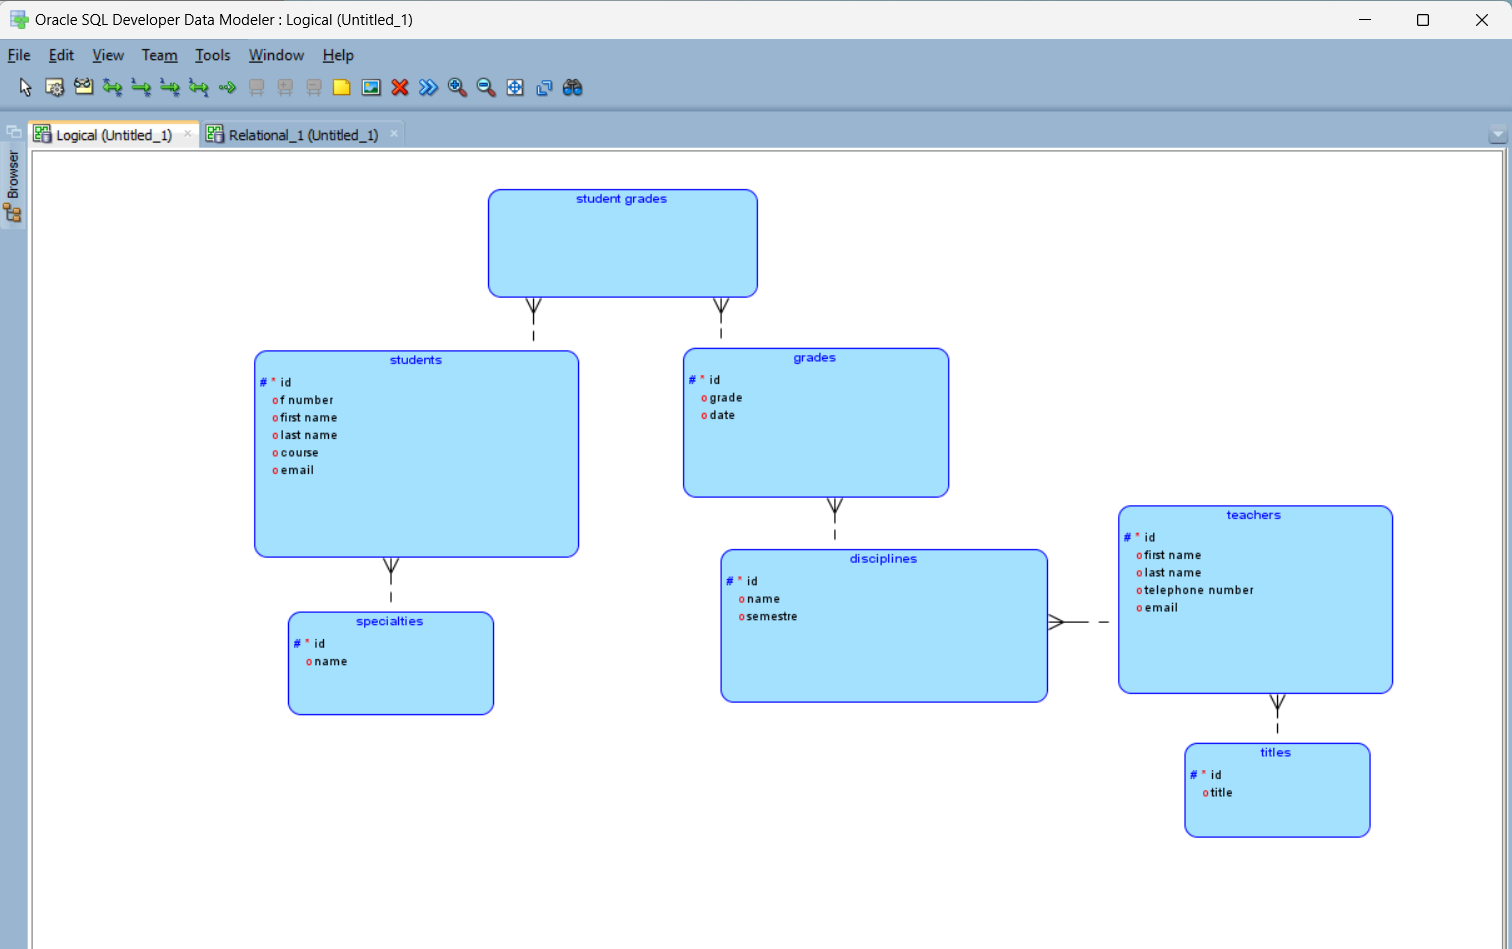 Oracle SQL Developer Data Modeler : Logical (Untitled_1)
File Edit View Team Tools Window Help
Logical (Untitled_1) Relational_1 (Untitled_1)
Browser
student grades
students
# * id
o f number
o first name
o last name
o course
o email
grades
# * id
o grade
o date
specialties
# * id
o name
disciplines
# * id
o name
o semestre
teachers
# * id
o first name
o last name
o telephone number
o email
titles
# * id
o title